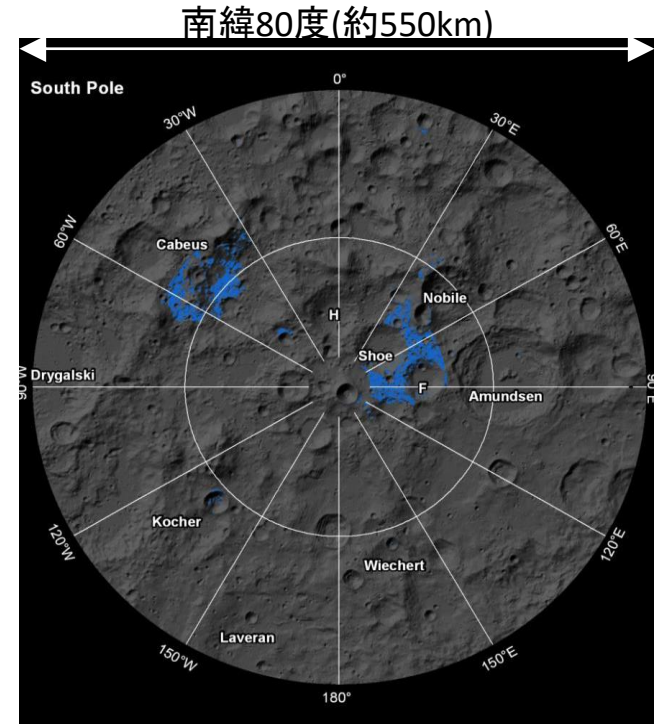 南緯80度(約550km)
South Pole
0°
30°W
30°E
60°W
60°E
Cabeus
Nobile
H
Shoe
Drygalski
90°W
F
Amundsen
90°E
Kocher
120°W
120°E
Wiechert
Laveran
150°W
150°E
180°